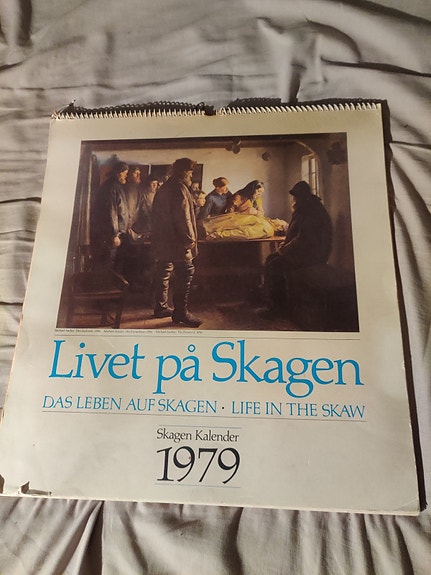 Livet på Skagen
DAS LEBEN AUF SKAGEN · LIFE IN THE SKAW
Skagen Kalender
1979